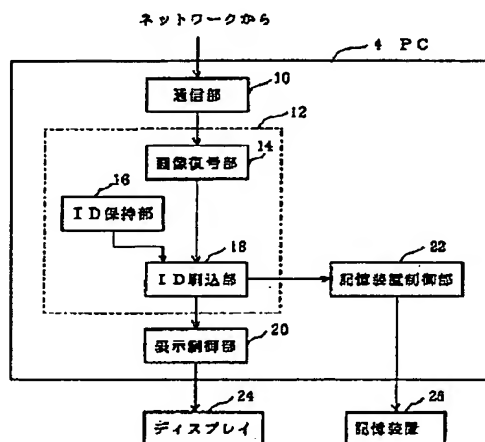 ネットワークから
4 PC
10
通信部
12
14
画像復号部
16
ID保持部
18
ID刷込部
22
記憶装置制御部
20
表示制御部
24
ディスプレイ
26
記憶装置